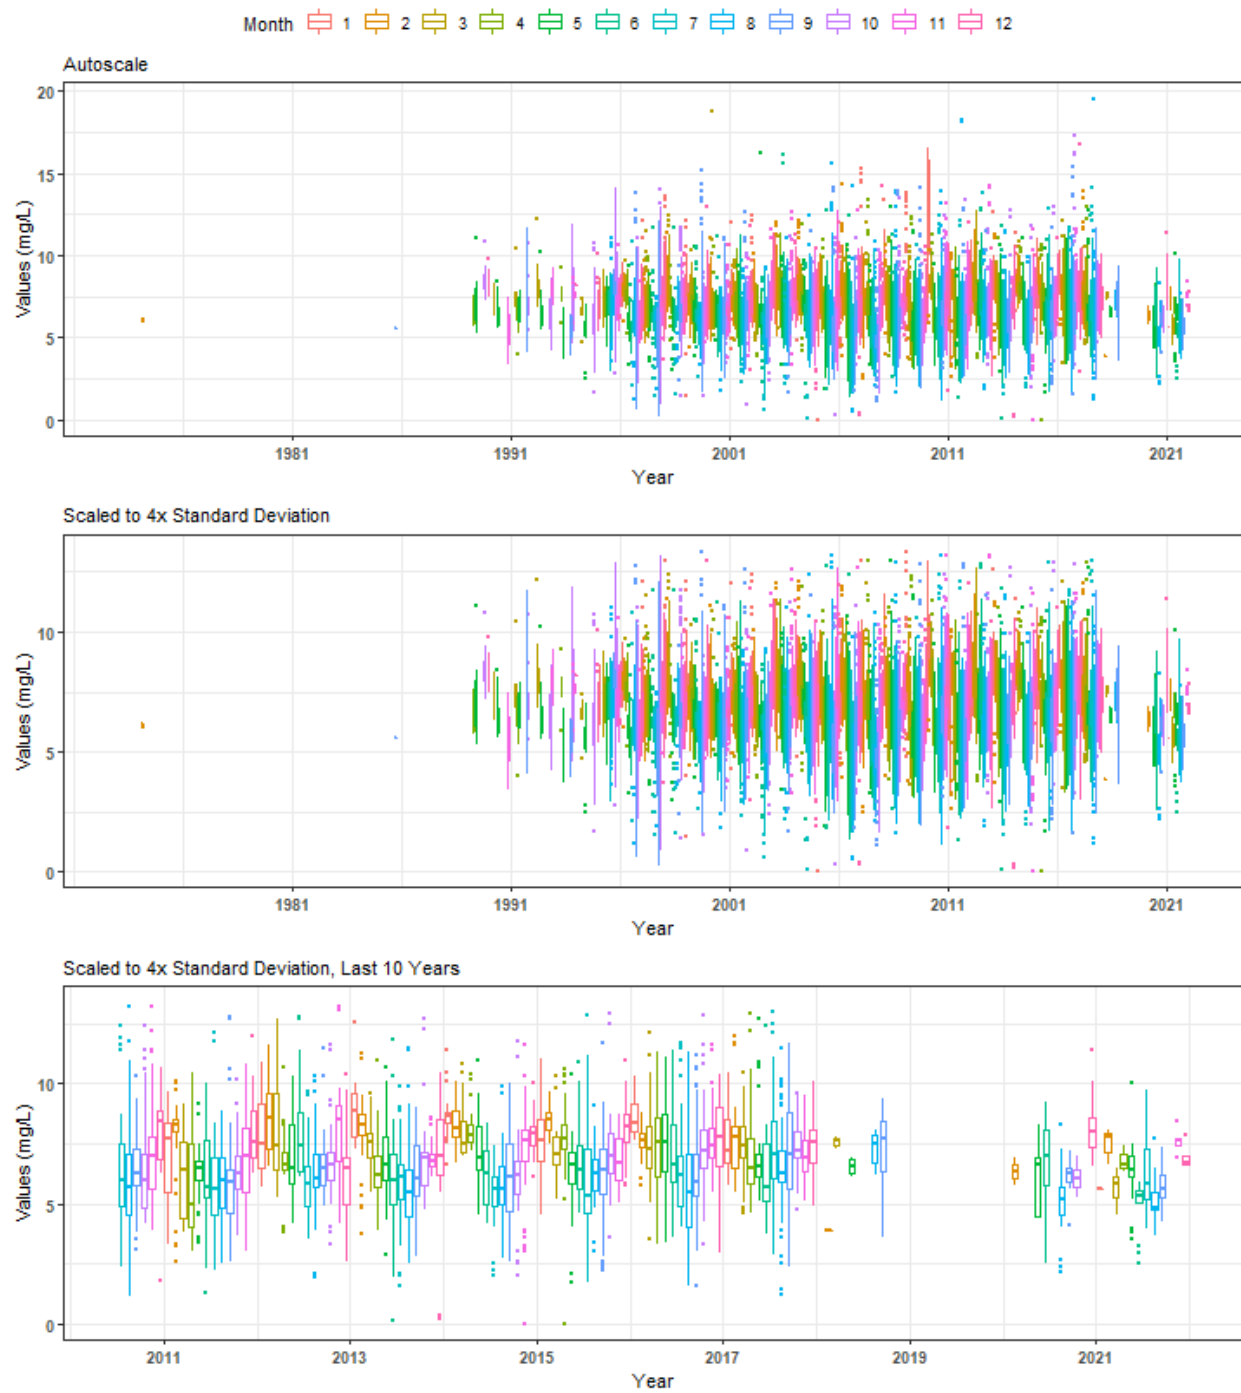 Month 1 2 3 4 5 6 7 8 9 10 11 12
Autoscale
20
15
10
5
0
Values (mg/L)
1981 1991 2001 2011 2021
Year
Scaled to 4x Standard Deviation
10
5
0
Values (mg/L)
1981 1991 2001 2011 2021
Year
Scaled to 4x Standard Deviation, Last 10 Years
10
5
0
Values (mg/L)
2011 2013 2015 2017 2019 2021
Year